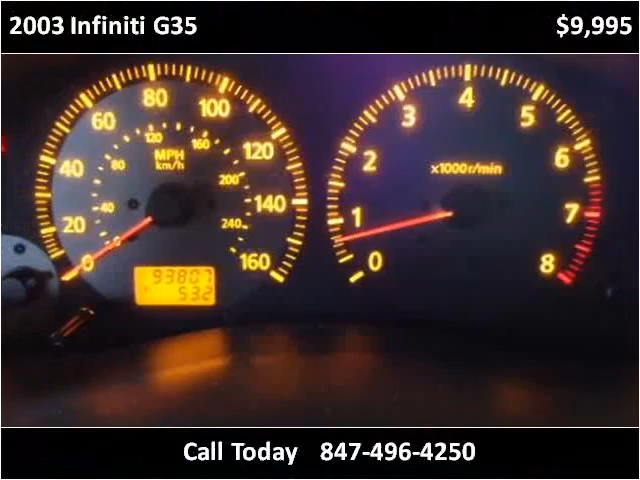 2003 Infiniti G35 $9,995
20 40 60 80 100 120 140 160
0
40 80 120 160 200 240
0
MPH
km/h
93807
532
0 1 2 3 4 5 6 7 8
x1000r/min
Call Today 847-496-4250